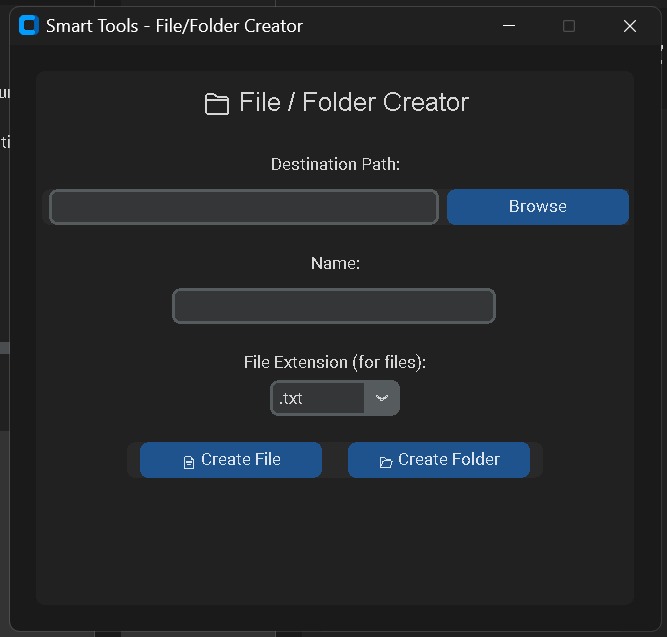 Smart Tools - File/Folder Creator
File / Folder Creator
Destination Path:
Browse
Name:
File Extension (for files):
.txt
Create File
Create Folder